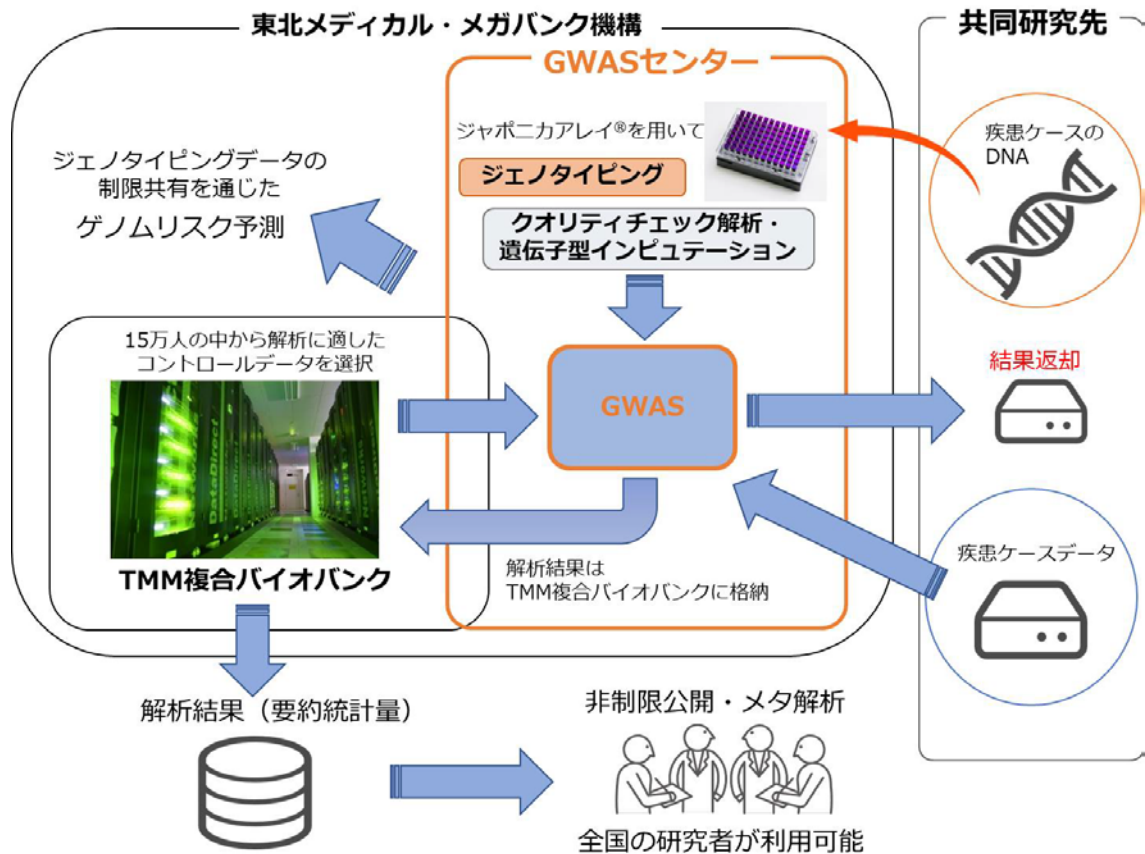 東北メディカル・メガバンク機構
共同研究先
GWASセンター
ジャポニカアレイ®を用いて
ジェノタイピング
クオリティチェック解析・
遺伝子型インピュテーション
疾患ケースの
DNA
ジェノタイピングデータの
制限共有を通じた
ゲノムリスク予測
15万人の中から解析に適した
コントロールデータを選択
GWAS
結果返却
DataDirect
TMM複合バイオバンク
解析結果は
TMM複合バイオバンクに格納
疾患ケースデータ
解析結果（要約統計量）
非制限公開・メタ解析
全国の研究者が利用可能